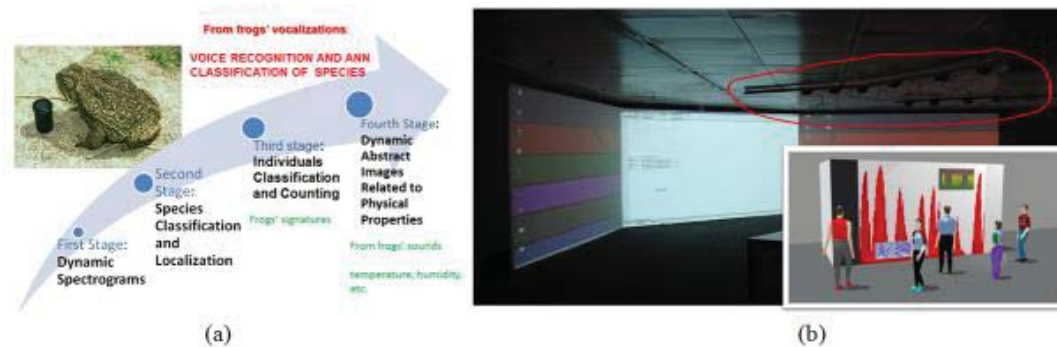 From frogs' vocalizations
VOICE RECOGNITION AND ANN
CLASSIFICATION OF SPECIES
First Stage:
Dynamic
Spectrograms
Second
Stage:
Species
Classification
and
Localization
Third stage:
Individuals
Classification
and Counting
Frogs' signatures
Fourth Stage:
Dynamic
Abstract
Images
Related to
Physical
Properties
From frogs' sounds
temperature, humidity,
etc.
(a)
(b)